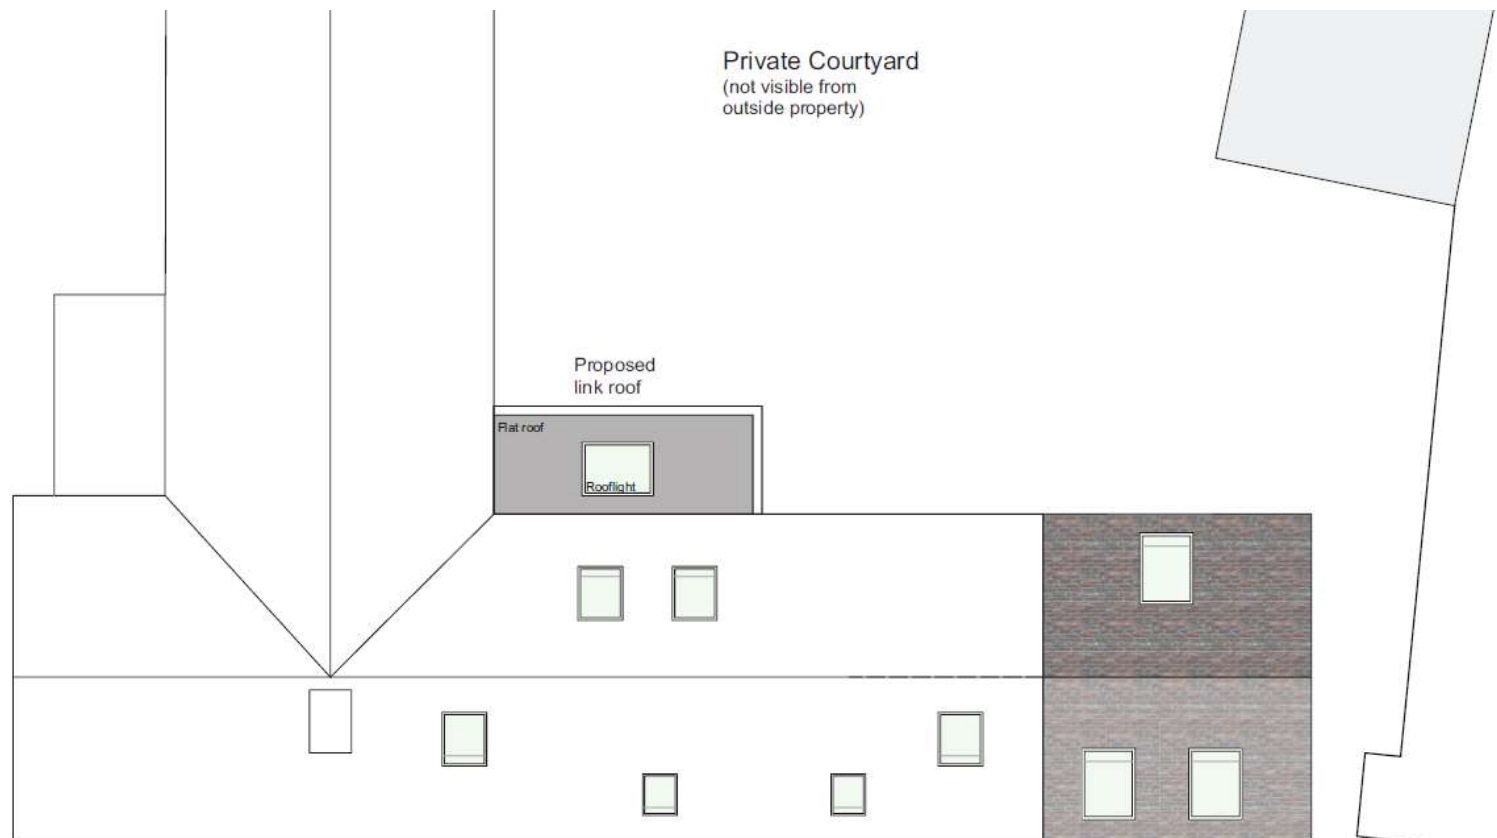 Private Courtyard
(not visible from
outside property)
Proposed
link roof
Flat roof
Rooflight